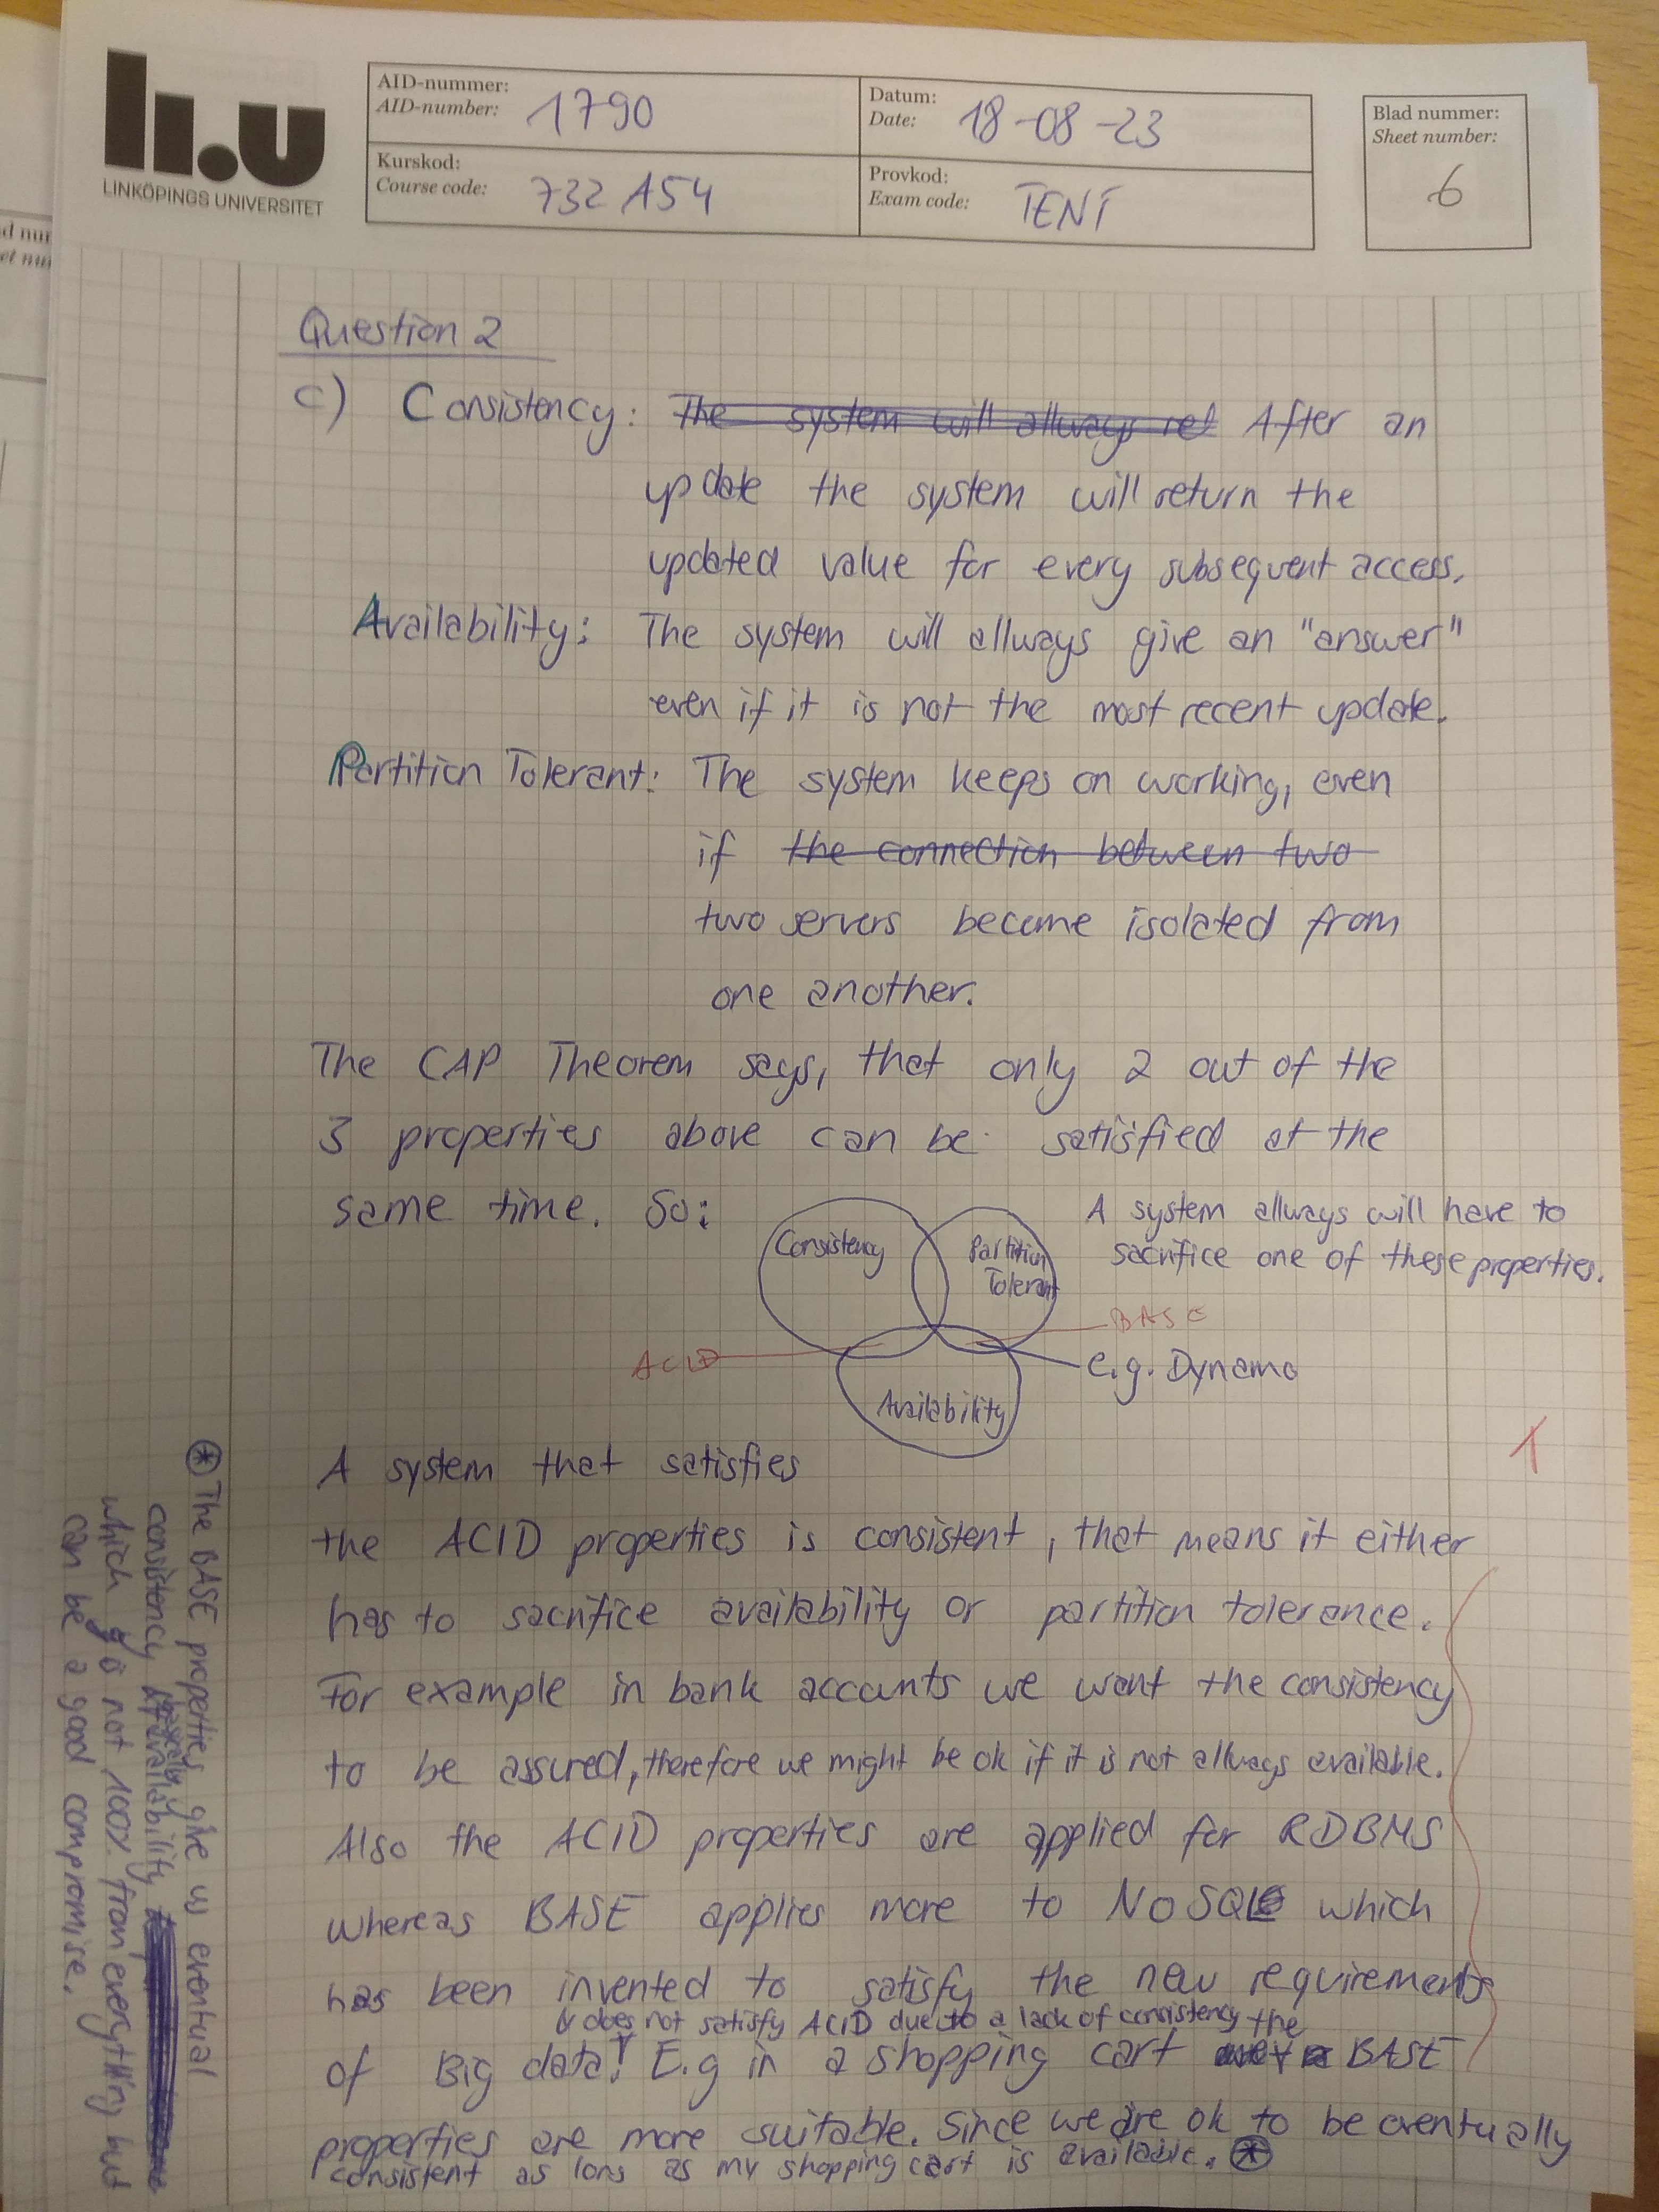 li.u
LINKÖPINGS UNIVERSITET
AID-nummer:
AID-number: 1790
Datum:
Date: 18-08-23
Blad nummer:
Sheet number:
6
Kurskod:
Course code: 732A54
Provkod:
Exam code: TENT
Question 2
c) Consistency: The system will allways ret After an
update the system will return the
updated value for every subsequent access.
Availability: The system will allways give an "answer"
even if it is not the most recent update.
Partition Tolerant: The system keeps on working, even
if the connection between two
two servers become isolated from
one another.
The CAP Theorem says, that only 2 out of the
3 properties above can be satisfied at the
same time. So:
A system allways will have to
sacrifice one of these properties.
Consistency
Partition
Tolerant
BASE
ACID
e.g. Dynamo
Availability
1
A system that satisfies
the ACID properties is consistent, that means it either
has to sacrifice availability or partition tolerance.
For example in bank accounts we want the consistency
to be assured, therefore we might be ok if it is not allways available.
Also the ACID properties are applied for RDBMS
whereas BASE applies more to NoSQL which
has been invented to satisfy the new requirements
& does not satisfy ACID due to a lack of consistency
of Big data! E.g in a shopping cart the BASE
properties are more suitable. Since we are ok to be eventually
consistent as long as my shopping cart is available. *
* The BASE properties give us eventual
consistency availability
which is not 100% from everything but
can be a good compromise.